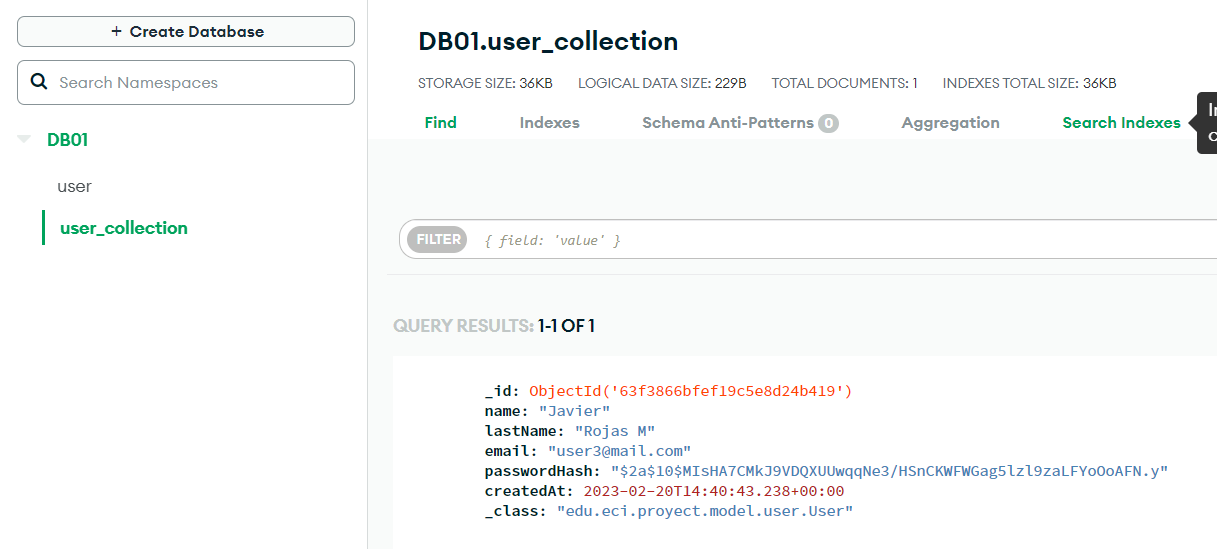 + Create Database
Search Namespaces
DB01
user
user_collection
DB01.user_collection
STORAGE SIZE: 36KB LOGICAL DATA SIZE: 229B TOTAL DOCUMENTS: 1 INDEXES TOTAL SIZE: 36KB
Find Indexes Schema Anti-Patterns 0 Aggregation Search Indexes
FILTER { field: 'value' }
QUERY RESULTS: 1-1 OF 1
_id: ObjectId('63f3866bfef19c5e8d24b419')
name: "Javier"
lastName: "Rojas M"
email: "user3@mail.com"
passwordHash: "$2a$10$MIsHA7CMkJ9VDQXUUwqqNe3/HSnCKWFWGag5lzl9zaLFYoOoAFN.y"
createdAt: 2023-02-20T14:40:43.238+00:00
_class: "edu.eci.proyect.model.user.User"